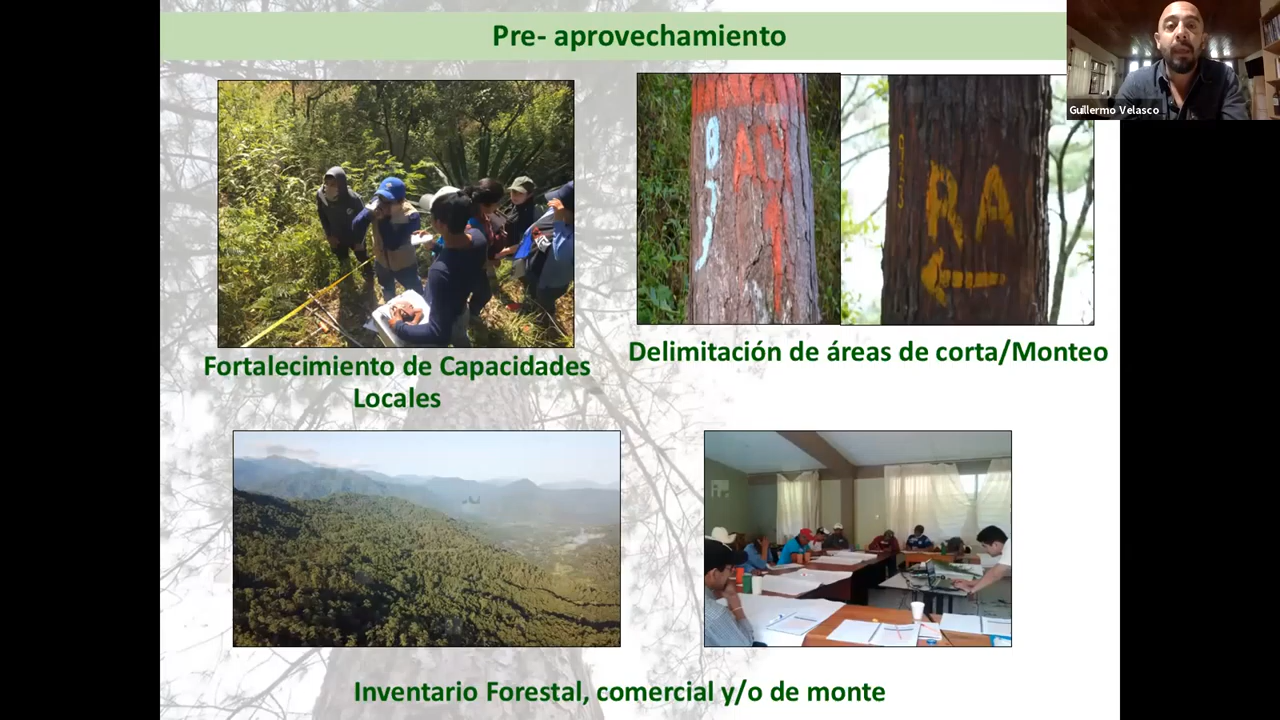 Pre- aprovechamiento
Guillermo Velasco
RA
Delimitación de áreas de corta/Monteo
Fortalecimiento de Capacidades
Locales
Inventario Forestal, comercial y/o de monte